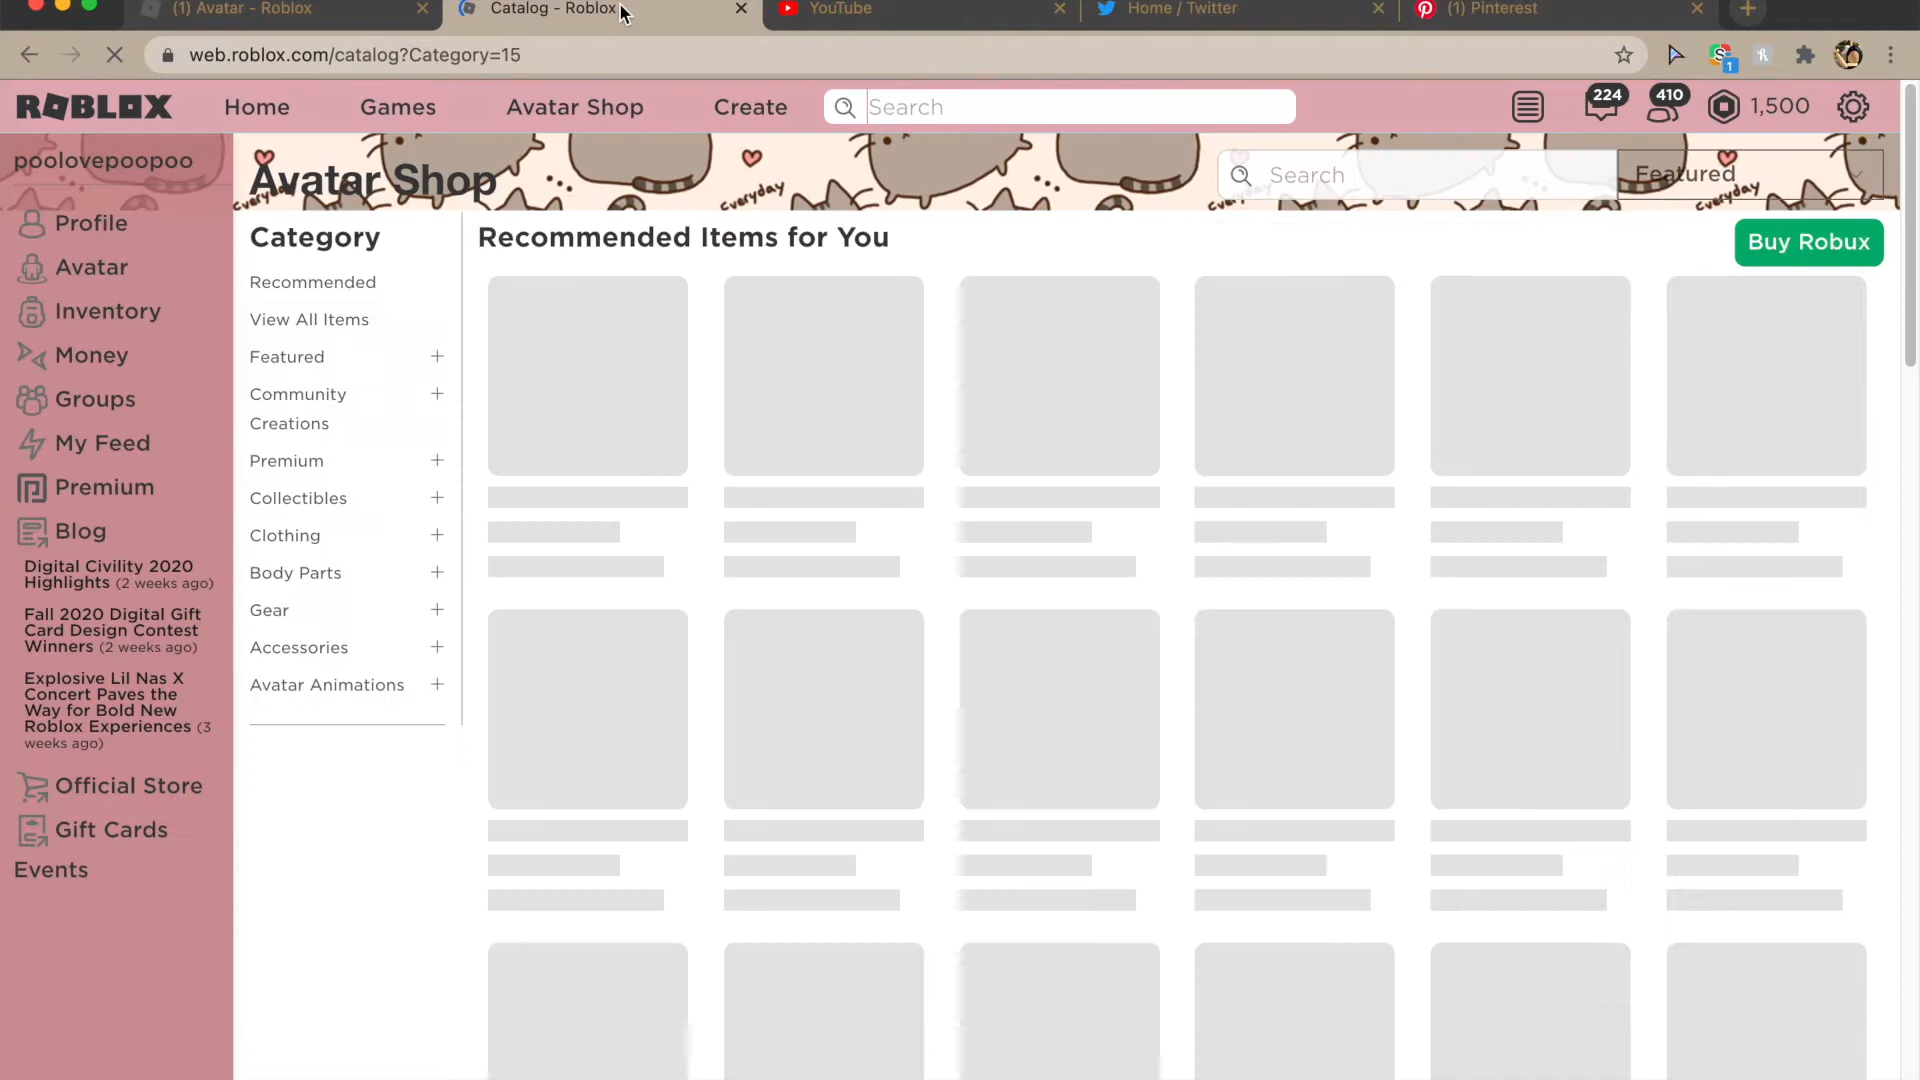 (1) Avatar - Roblox
Catalog - Roblox
YouTube
Home / Twitter
(1) Pinterest
web.roblox.com/catalog?Category=15
1
ROBLOX
Home
Games
Avatar Shop
Create
Search
224
410
1,500
poolovepoopoo
Profile
Avatar
Inventory
Money
Groups
My Feed
Premium
Blog
Digital Civility 2020
Highlights (2 weeks ago)
Fall 2020 Digital Gift
Card Design Contest
Winners (2 weeks ago)
Explosive Lil Nas X
Concert Paves the
Way for Bold New
Roblox Experiences (3
weeks ago)
Official Store
Gift Cards
Events
Avatar Shop
everyday
everyday
everyday
everyday
Search
Featured
Category
Recommended
View All Items
Featured +
Community +
Creations
Premium +
Collectibles +
Clothing +
Body Parts +
Gear +
Accessories +
Avatar Animations +
Recommended Items for You
Buy Robux